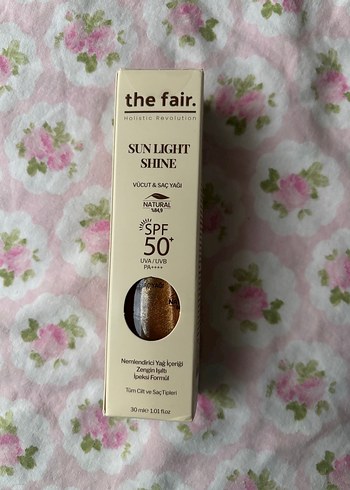 the fair.
Holistic Revolution
SUN LIGHT
SHINE
VÜCUT & SAÇ YAĞI
NATURAL
SPF
50+
UVA / UVB
PA++++
Nemlendirici Yağ İçeriği
Zengin Işıltı
İpeksi Formül
Tüm Cilt ve Saç Tipleri
30 ml ℮ 1.01 fl.oz